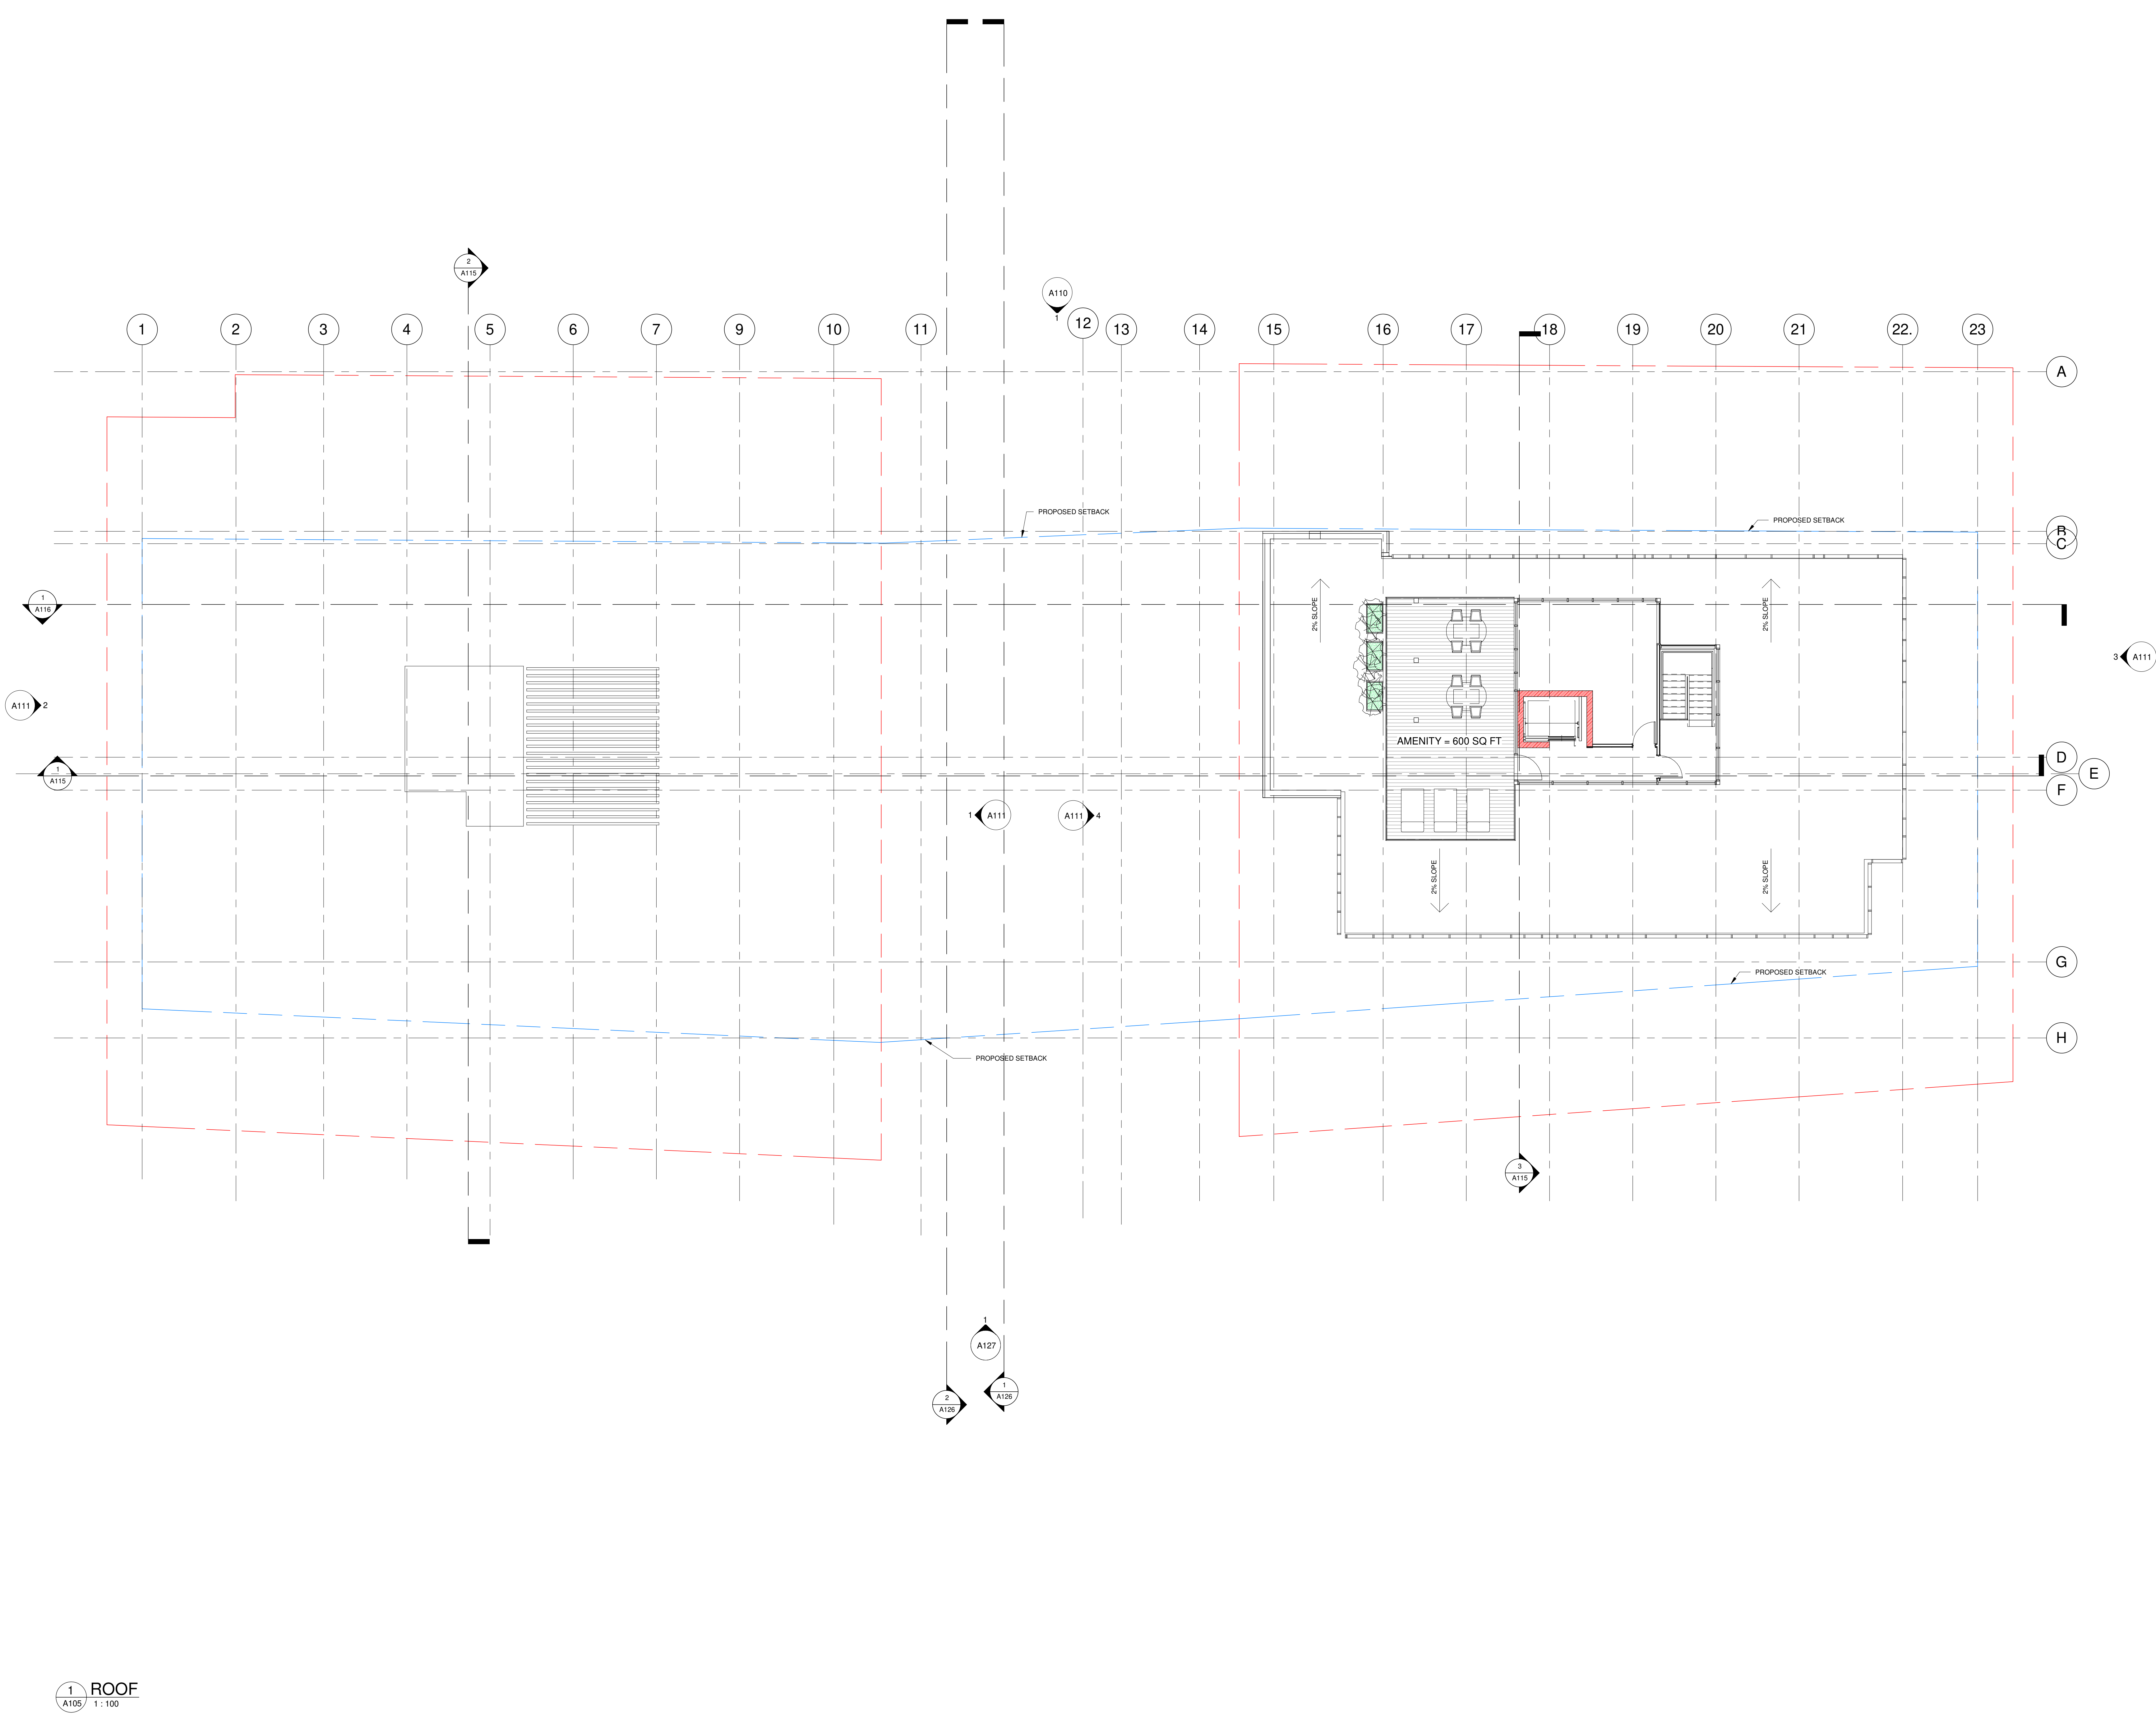 2
A115
A110
1
1
2
3
4
5
6
7
9
10
11
12
13
14
15
16
17
18
19
20
21
22.
23
A
PROPOSED SETBACK
PROPOSED SETBACK
B
C
1
A116
2% SLOPE
2% SLOPE
3
A111
A111
2
AMENITY = 600 SQ FT
D
1
A115
E
F
1
A111
A111
4
2% SLOPE
2% SLOPE
G
PROPOSED SETBACK
H
PROPOSED SETBACK
3
A115
1
A127
2
A126
1
A126
1
A105
ROOF
1 : 100